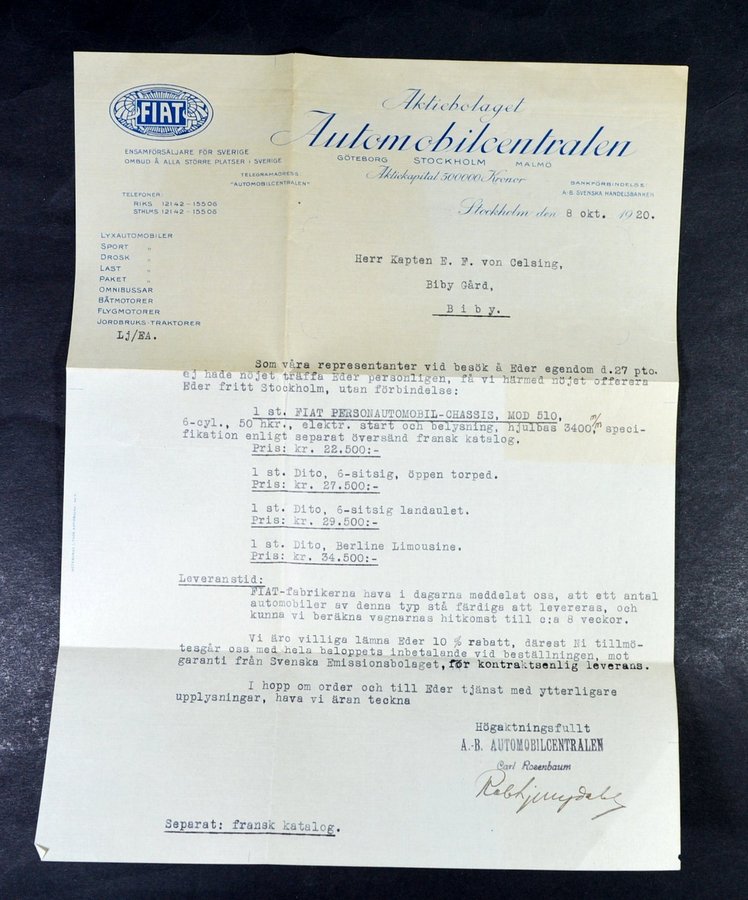 FIAT
Aktiebolaget
Automobilcentralen
GÖTEBORG STOCKHOLM MALMÖ
Aktiekapital 500000 Kronor
ENSAMFÖRSÄLJARE FÖR SVERIGE
OMBUD Å ALLA STÖRRE PLATSER I SVERIGE
TELEGRAMADRESS
"AUTOMOBILCENTRALEN"
BANKFÖRBINDELSE:
A.-B. SVENSKA HANDELSBANKEN
TELEFONER:
RIKS 12142 - 15506
STHLMS 12142 - 15506
Stockholm den 8 okt. 1920.
LYXAUTOMOBILER
SPORT "
DROSK "
LAST "
PAKET "
OMNIBUSSAR
BÅTMOTORER
FLYGMOTORER
JORDBRUKS-TRAKTORER
Lj/EA.
Herr Kapten E. F. von Celsing,
Biby Gård,
Biby.
Som våra representanter vid besök å Eder egendom d.27 pto.
ej hade nöjet träffa Eder personligen, få vi härmed nöjet offerera
Eder fritt Stockholm, utan förbindelse:
1 st. FIAT PERSONAUTOMOBIL-CHASSIS, MOD 510,
6-cyl., 50 hkr., elektr. start och belysning, hjulbas 3400 m/m, speci-
fikation enligt separat översänd fransk katalog.
Pris: kr. 22.500:-
1 st. Dito, 6-sitsig, öppen torped.
Pris: kr. 27.500:-
1 st. Dito, 6-sitsig landaulet.
Pris: kr. 29.500:-
1 st. Dito, Berline Limousine.
Pris: kr. 34.500:-
Leveranstid:
FIAT-fabrikerna hava i dagarna meddelat oss, att ett antal
automobiler av denna typ stå färdiga att levereras, och
kunna vi beräkna vagnarnas hitkomst till c:a 8 veckor.
Vi äro villiga lämna Eder 10 % rabatt, därest Ni tillmö-
tesgår oss med hela beloppets inbetalande vid beställningen, mot
garanti från Svenska Emissionsbolaget, för kontraktsenlig leverans.
I hopp om order och till Eder tjänst med ytterligare
upplysningar, hava vi äran teckna
Högaktningsfullt
A.-B. AUTOMOBILCENTRALEN
Carl Rosenbaum
Separat: fransk katalog.